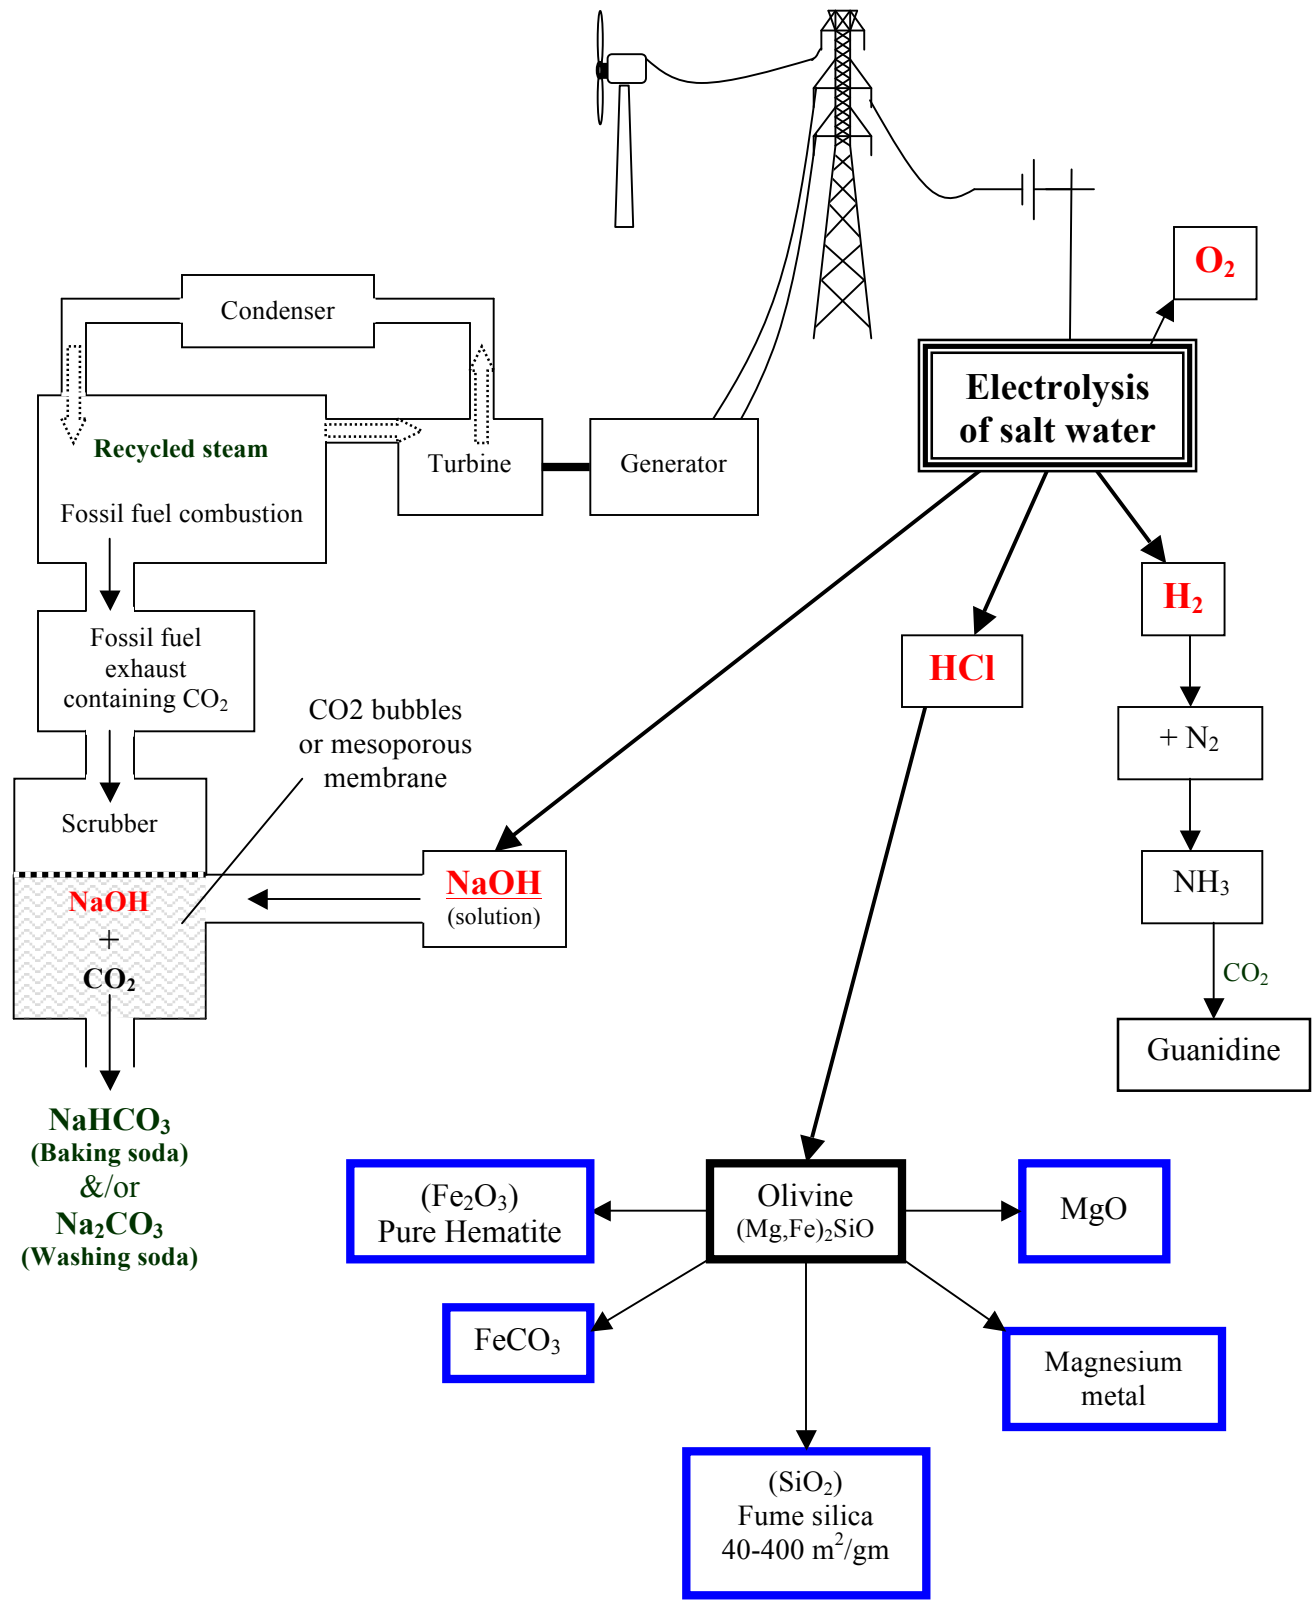 O₂
Condenser
Electrolysis
of salt water
Recycled steam
Turbine
Generator
Fossil fuel combustion
H₂
Fossil fuel
exhaust
containing CO₂
HCl
CO2 bubbles
or mesoporous
membrane
+ N₂
Scrubber
NaOH
+
CO₂
NaOH
(solution)
NH₃
CO₂
Guanidine
NaHCO₃
(Baking soda)
&/or
Na₂CO₃
(Washing soda)
(Fe₂O₃)
Pure Hematite
Olivine
(Mg,Fe)₂SiO
MgO
FeCO₃
Magnesium
metal
(SiO₂)
Fume silica
40-400 m²/gm